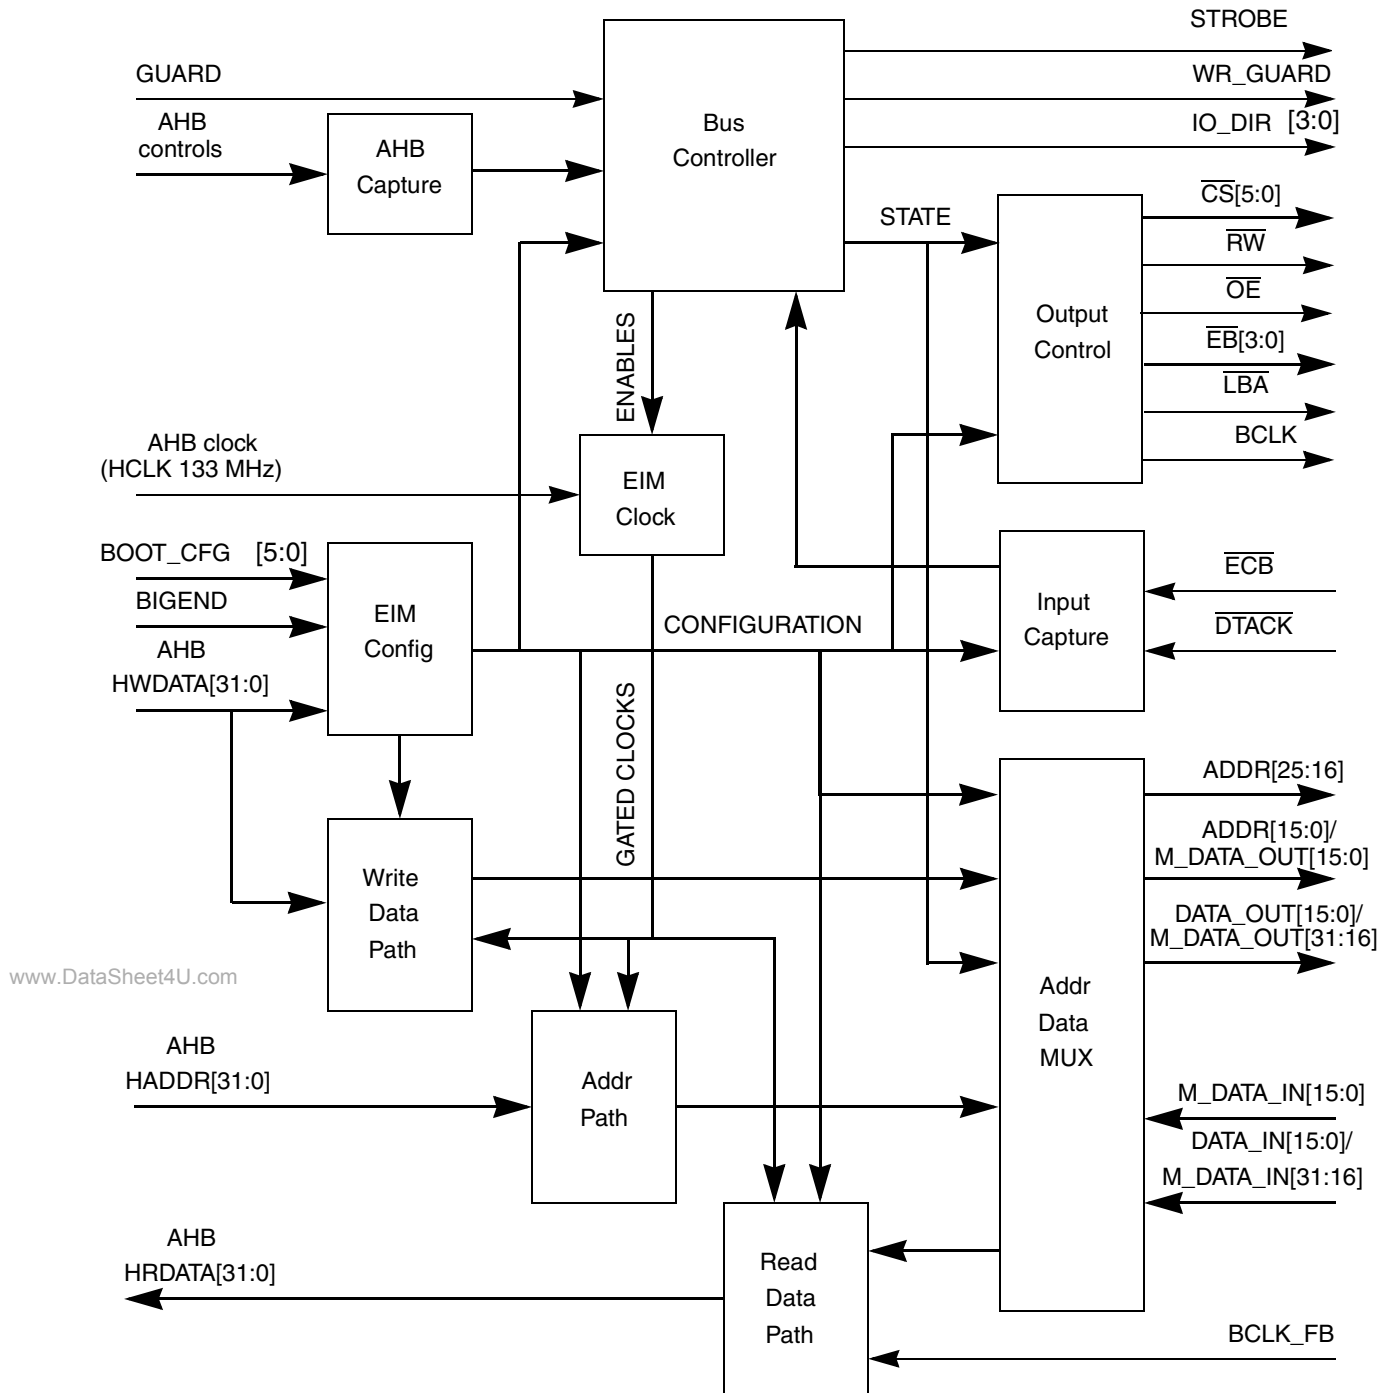 STROBE
GUARD
WR_GUARD
AHB
controls
AHB
Capture
Bus
Controller
IO_DIR [3:0]
STATE
CS[5:0]
RW
OE
EB[3:0]
LBA
BCLK
Output
Control
ENABLES
AHB clock
(HCLK 133 MHz)
EIM
Clock
BOOT_CFG [5:0]
BIGEND
AHB
HWDATA[31:0]
EIM
Config
CONFIGURATION
Input
Capture
ECB
DTACK
GATED CLOCKS
ADDR[25:16]
ADDR[15:0]/
M_DATA_OUT[15:0]
DATA_OUT[15:0]/
M_DATA_OUT[31:16]
Write
Data
Path
www.DataSheet4U.com
Addr
Data
MUX
AHB
HADDR[31:0]
Addr
Path
M_DATA_IN[15:0]
DATA_IN[15:0]/
M_DATA_IN[31:16]
AHB
HRDATA[31:0]
Read
Data
Path
BCLK_FB